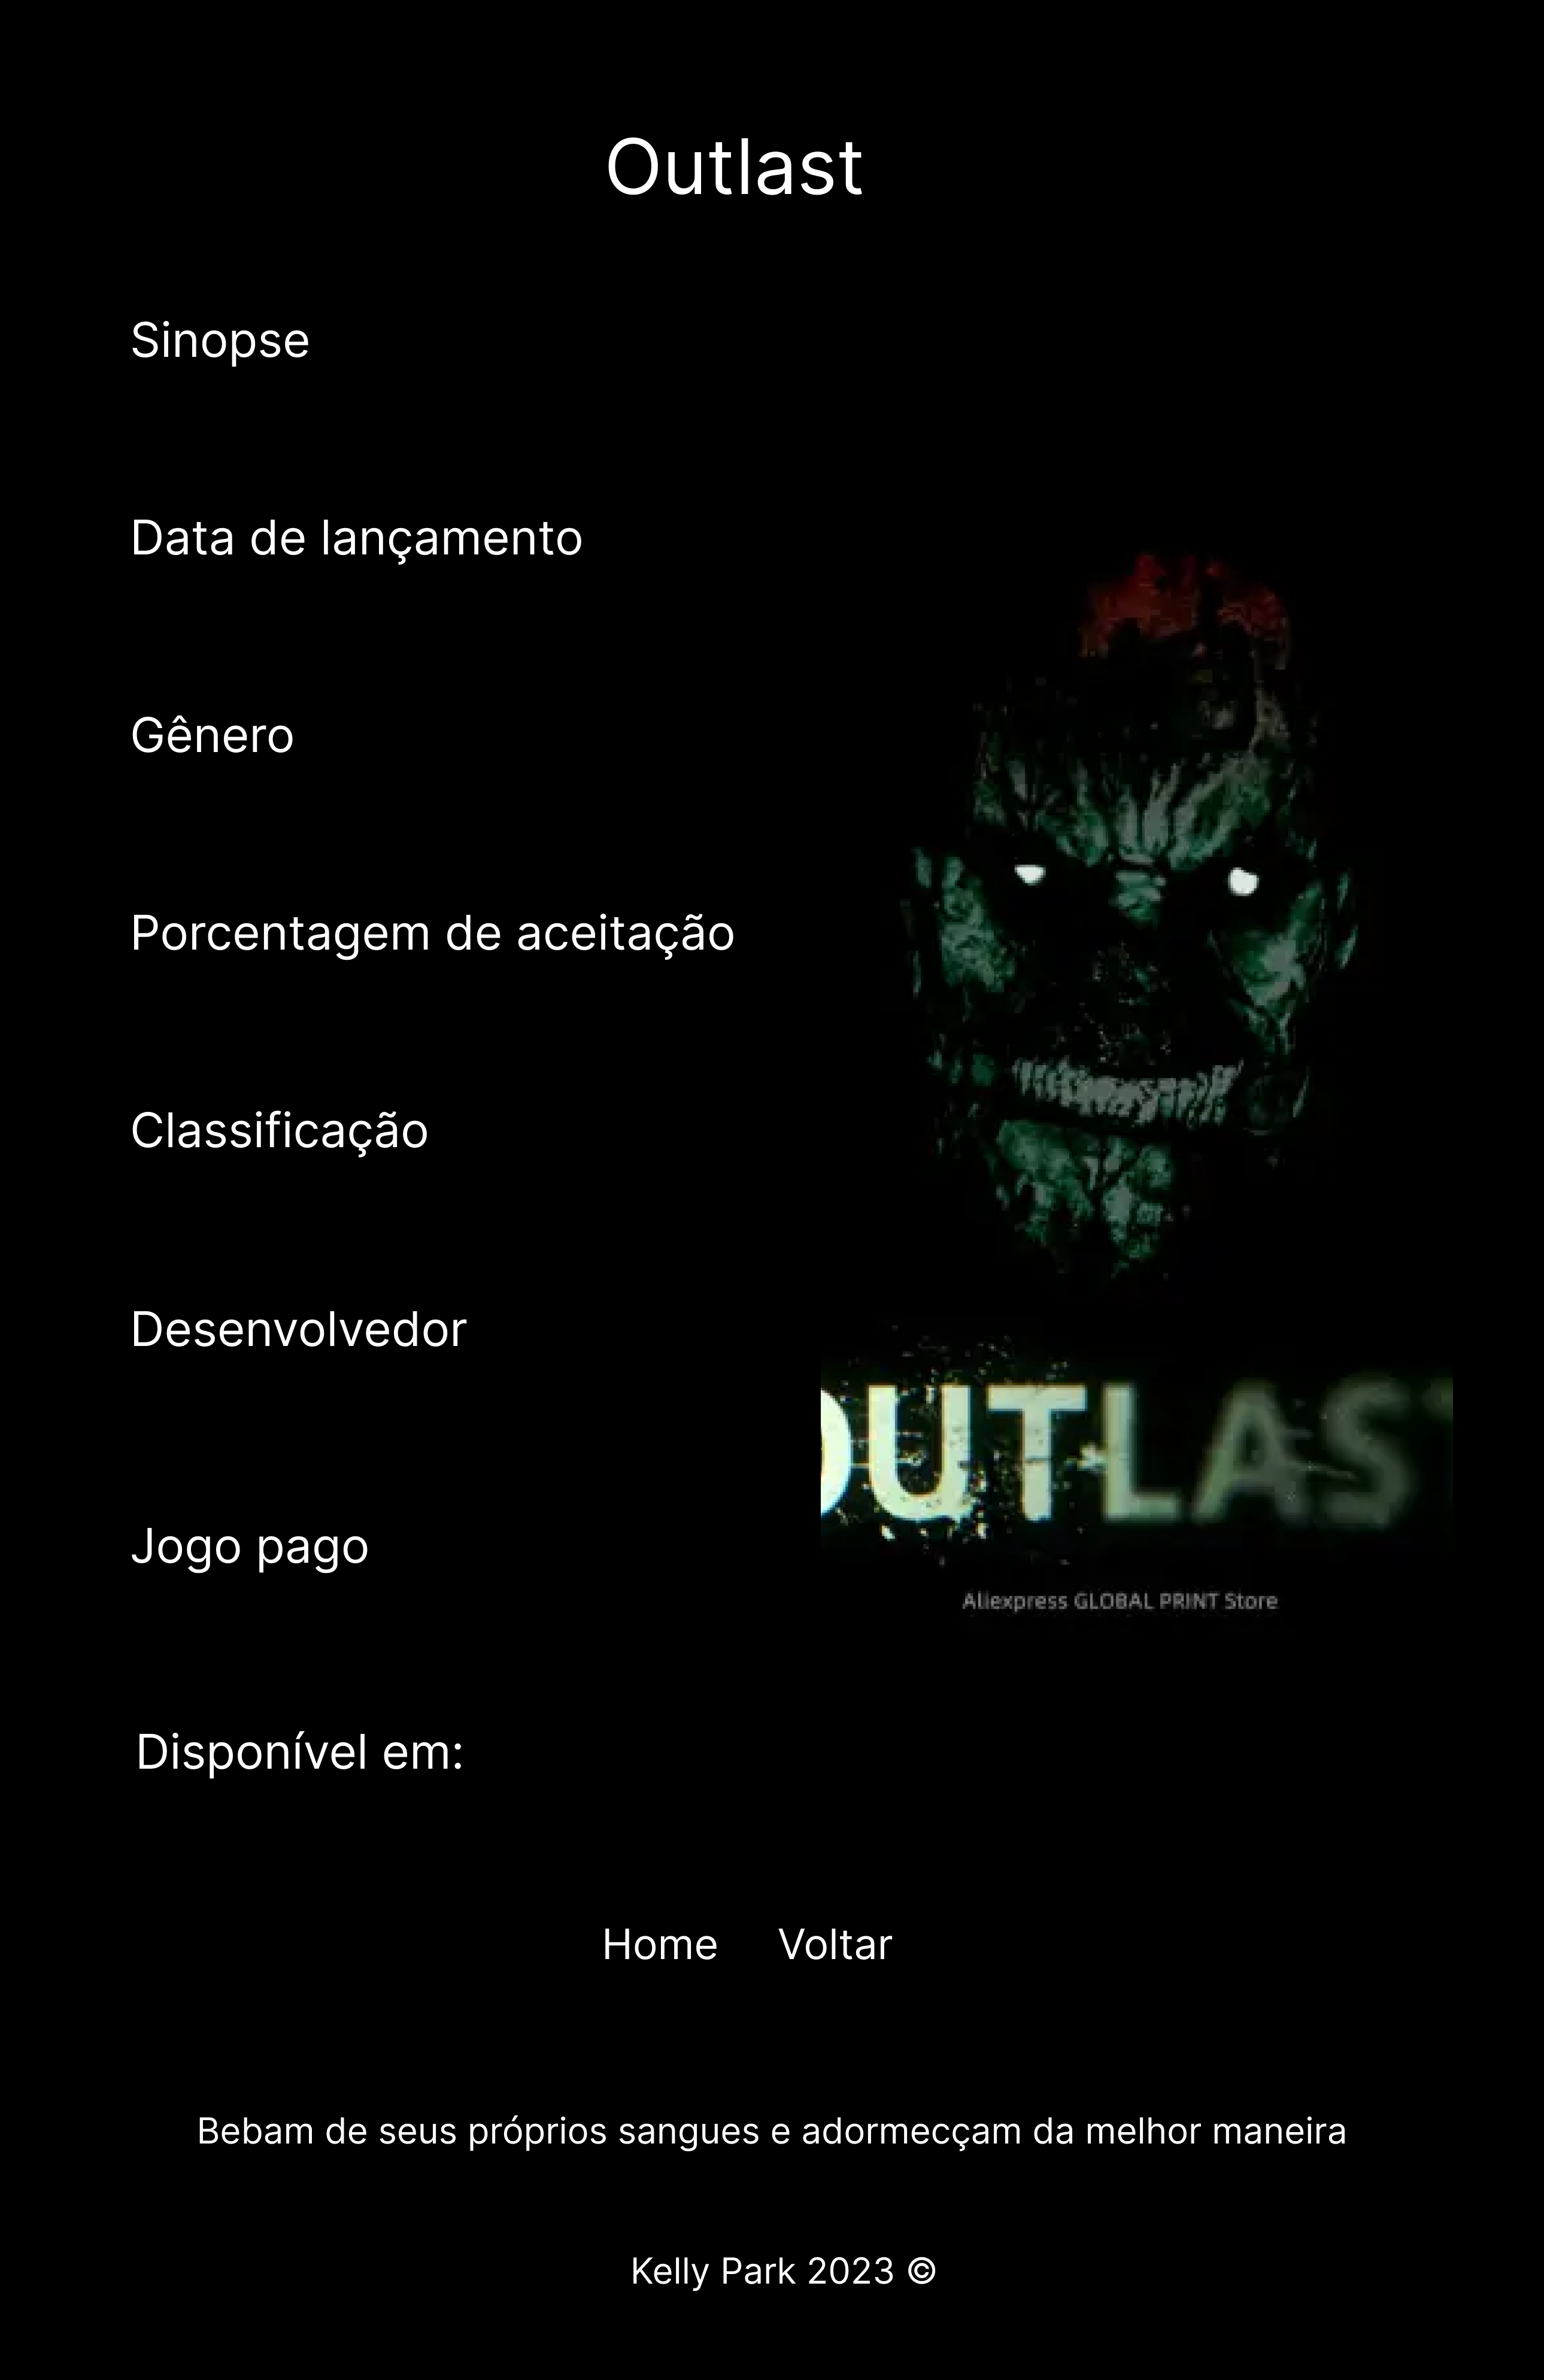 Outlast
Sinopse
Data de lançamento
Gênero
Porcentagem de aceitação
Classificação
Desenvolvedor
OUTLAST
Jogo pago
Aliexpress GLOBAL PRINT Store
Disponível em:
Home Voltar
Bebam de seus próprios sangues e adormecçam da melhor maneira
Kelly Park 2023 ©